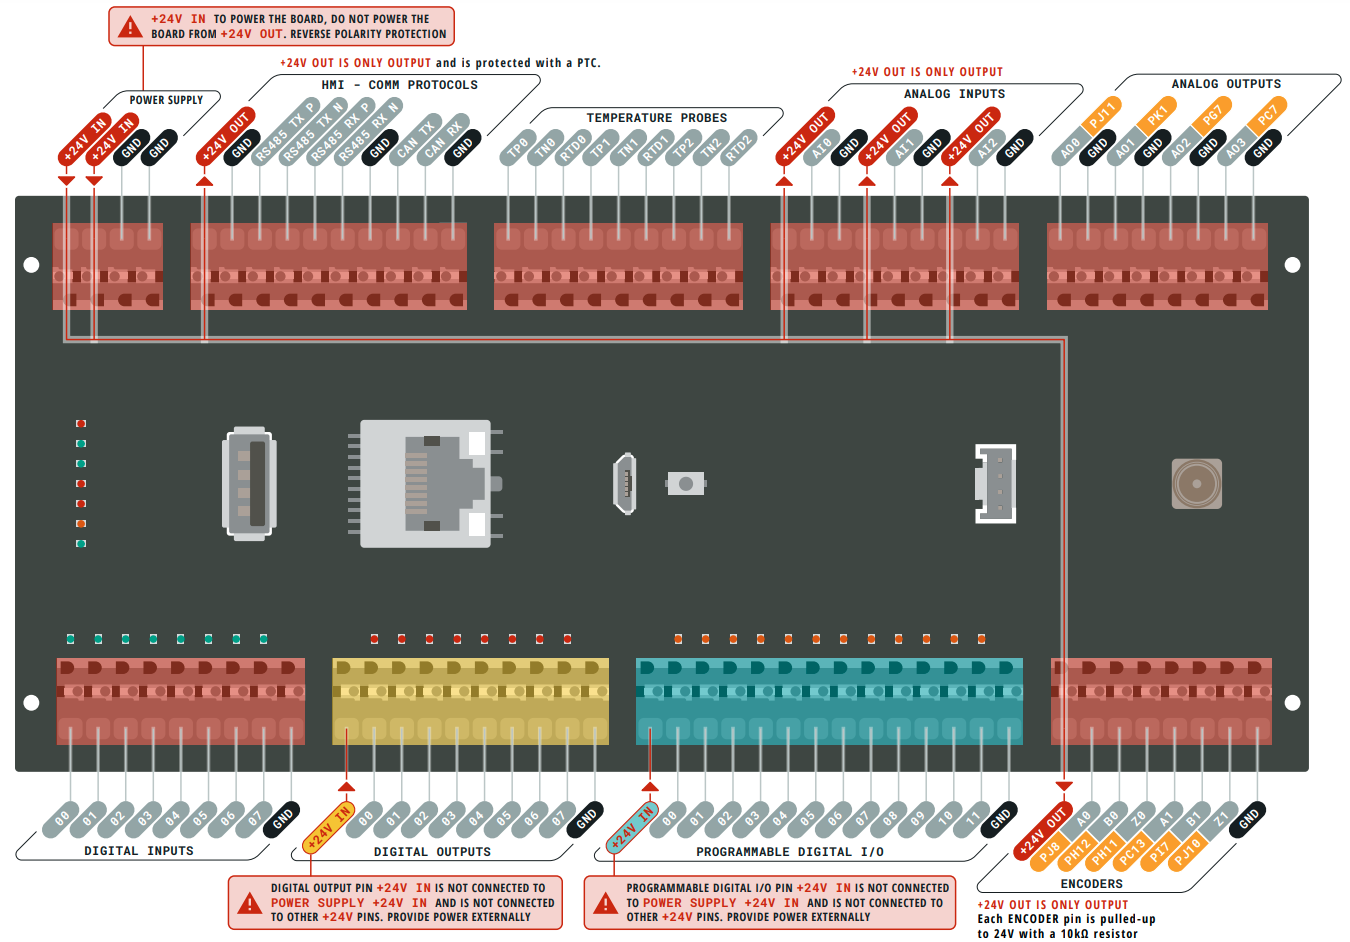 +24V IN TO POWER THE BOARD, DO NOT POWER THE
BOARD FROM +24V OUT. REVERSE POLARITY PROTECTION
+24V OUT IS ONLY OUTPUT and is protected with a PTC.
+24V OUT IS ONLY OUTPUT
POWER SUPPLY
HMI - COMM PROTOCOLS
TEMPERATURE PROBES
ANALOG INPUTS
ANALOG OUTPUTS
+24V IN
+24V IN
GND
GND
+24V OUT
GND
RS485 TX P
RS485 TX N
RS485 RX P
RS485 RX N
GND
CAN TX
CAN RX
GND
TP0
TN0
RTD0
TP1
TN1
RTD1
TP2
TN2
RTD2
+24V OUT
AI0
GND
+24V OUT
AI1
GND
+24V OUT
AI2
GND
AO0 PJ11
GND
AO1 PK1
GND
AO2 PG7
GND
AO3 PC7
GND
00
01
02
03
04
05
06
07
GND
DIGITAL INPUTS
+24V IN
00
01
02
03
04
05
06
07
GND
DIGITAL OUTPUTS
+24V IN
00
01
02
03
04
05
06
07
08
09
10
11
GND
PROGRAMMABLE DIGITAL I/O
+24V OUT
A0 PJ8
B0 PH12
Z0 PH11
A1 PC13
B1 PI7
Z1 PJ10
GND
ENCODERS
DIGITAL OUTPUT PIN +24V IN IS NOT CONNECTED TO
POWER SUPPLY +24V IN AND IS NOT CONNECTED
TO OTHER +24V PINS. PROVIDE POWER EXTERNALLY
PROGRAMMABLE DIGITAL I/O PIN +24V IN IS NOT CONNECTED
TO POWER SUPPLY +24V IN AND IS NOT CONNECTED TO
OTHER +24V PINS. PROVIDE POWER EXTERNALLY
+24V OUT IS ONLY OUTPUT
Each ENCODER pin is pulled-up
to 24V with a 10kΩ resistor